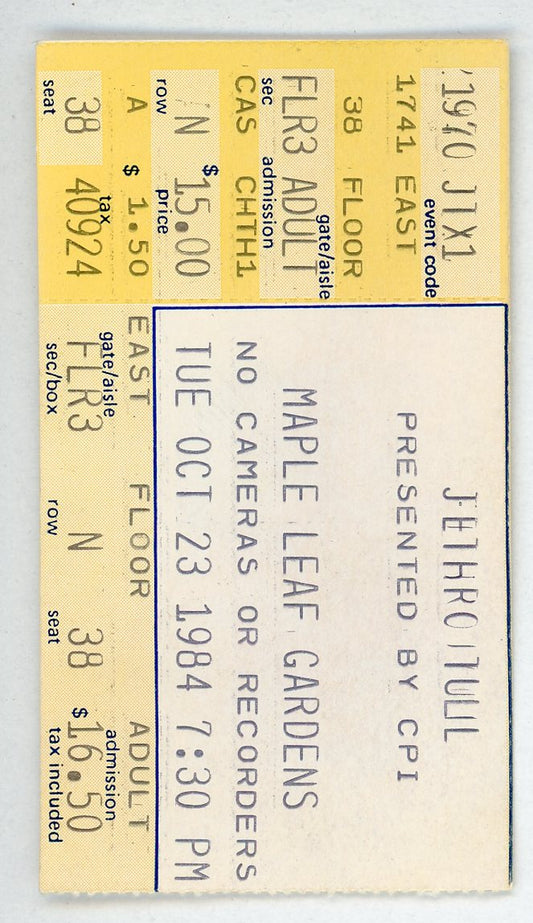 JTX1
event code
1741 EAST
38 FLOOR
gate/aisle
FLR3 ADULT
sec admission
CAS CHTH1
N $ 15.00
row price
A $ 1.50
tax
38 40924
seat
JETHRO TULL
PRESENTED BY CPI
MAPLE LEAF GARDENS
NO CAMERAS OR RECORDERS
TUE OCT 23 1984 7:30 PM
EAST FLOOR ADULT
gate/aisle admission
FLR3 N 38 $ 16.50
sec/box row seat tax included